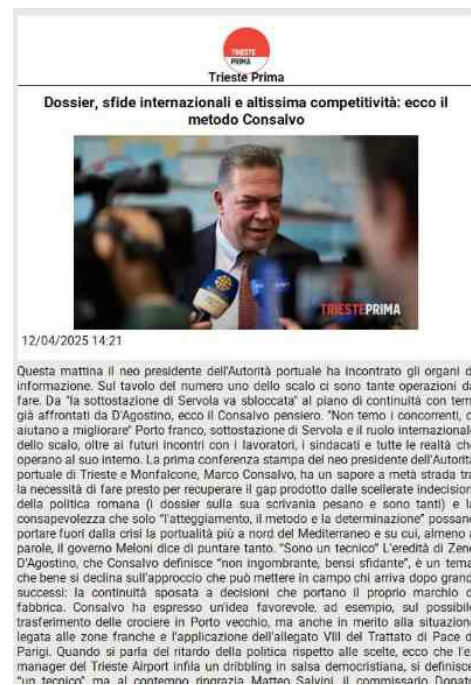 TRIESTE
PRIMA
Trieste Prima
Dossier, sfide internazionali e altissima competitività: ecco il
metodo Consalvo
TRIESTEPRIMA
12/04/2025 14:21
Questa mattina il neo presidente dell'Autorità portuale ha incontrato gli organi d
informazione. Sul tavolo del numero uno dello scalo ci sono tante operazioni da
fare. Da "la sottostazione di Servola va sbloccata" al piano di continuità con tem
già affrontati da D'Agostino, ecco il Consalvo pensiero. "Non temo i concorrenti, c
aiutano a migliorare" Porto franco, sottostazione di Servola e il ruolo internazional
dello scalo, oltre ai futuri incontri con i lavoratori, i sindacati e tutte le realtà che
operano al suo interno. La prima conferenza stampa del neo presidente dell'Autorità
portuale di Trieste e Monfalcone, Marco Consalvo, ha un sapore a metà strada tra
la necessità di fare presto per recuperare il gap prodotto dalle scellerate indecision
della politica romana (i dossier sulla sua scrivania pesano e sono tanti) e la
consapevolezza che solo "l'atteggiamento, il metodo e la determinazione" possano
portare fuori dalla crisi la portualità più a nord del Mediterraneo e su cui, almeno a
parole, il governo Meloni dice di puntare tanto. "Sono un tecnico" L'eredità di Zeno
D'Agostino, che Consalvo definisce "non ingombrante, bensì sfidante", è un tema
che bene si declina sull'approccio che può mettere in campo chi arriva dopo grand
successi: la continuità sposata a decisioni che portano il proprio marchio d
fabbrica. Consalvo ha espresso un'idea favorevole, ad esempio, sul possibile
trasferimento delle crociere in Porto vecchio, ma anche in merito alla situazione
legata alle zone franche e l'applicazione dell'allegato VIII del Trattato di Pace d
Parigi. Quando si parla del ritardo della politica rispetto alle scelte, ecco che l'e
manager del Trieste Airport infila un dribbling in salsa democristiana, si definisce
"un tecnico" ma al contempo ringrazia Matteo Salvini, il commissario Donato